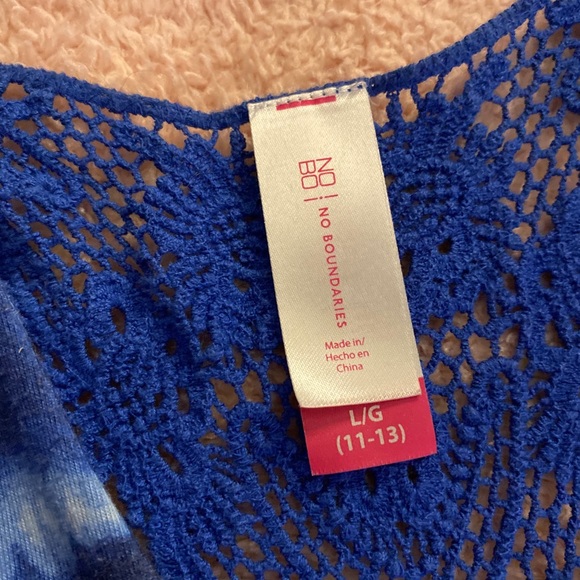 NO!
BO|
NO BOUNDARIES
Made in/
Hecho en
China
L/G
(11-13)